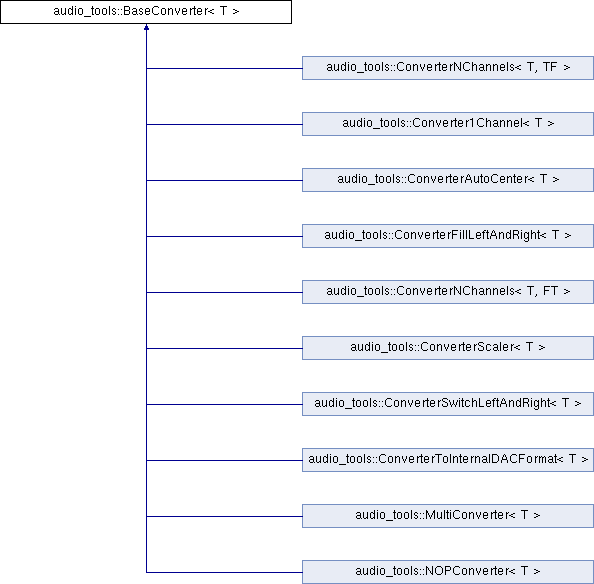 audio_tools::BaseConverter< T >
audio_tools::ConverterNChannels< T, TF >
audio_tools::Converter1Channel< T >
audio_tools::ConverterAutoCenter< T >
audio_tools::ConverterFillLeftAndRight< T >
audio_tools::ConverterNChannels< T, FT >
audio_tools::ConverterScaler< T >
audio_tools::ConverterSwitchLeftAndRight< T >
audio_tools::ConverterToInternalDACFormat< T >
audio_tools::MultiConverter< T >
audio_tools::NOPConverter< T >